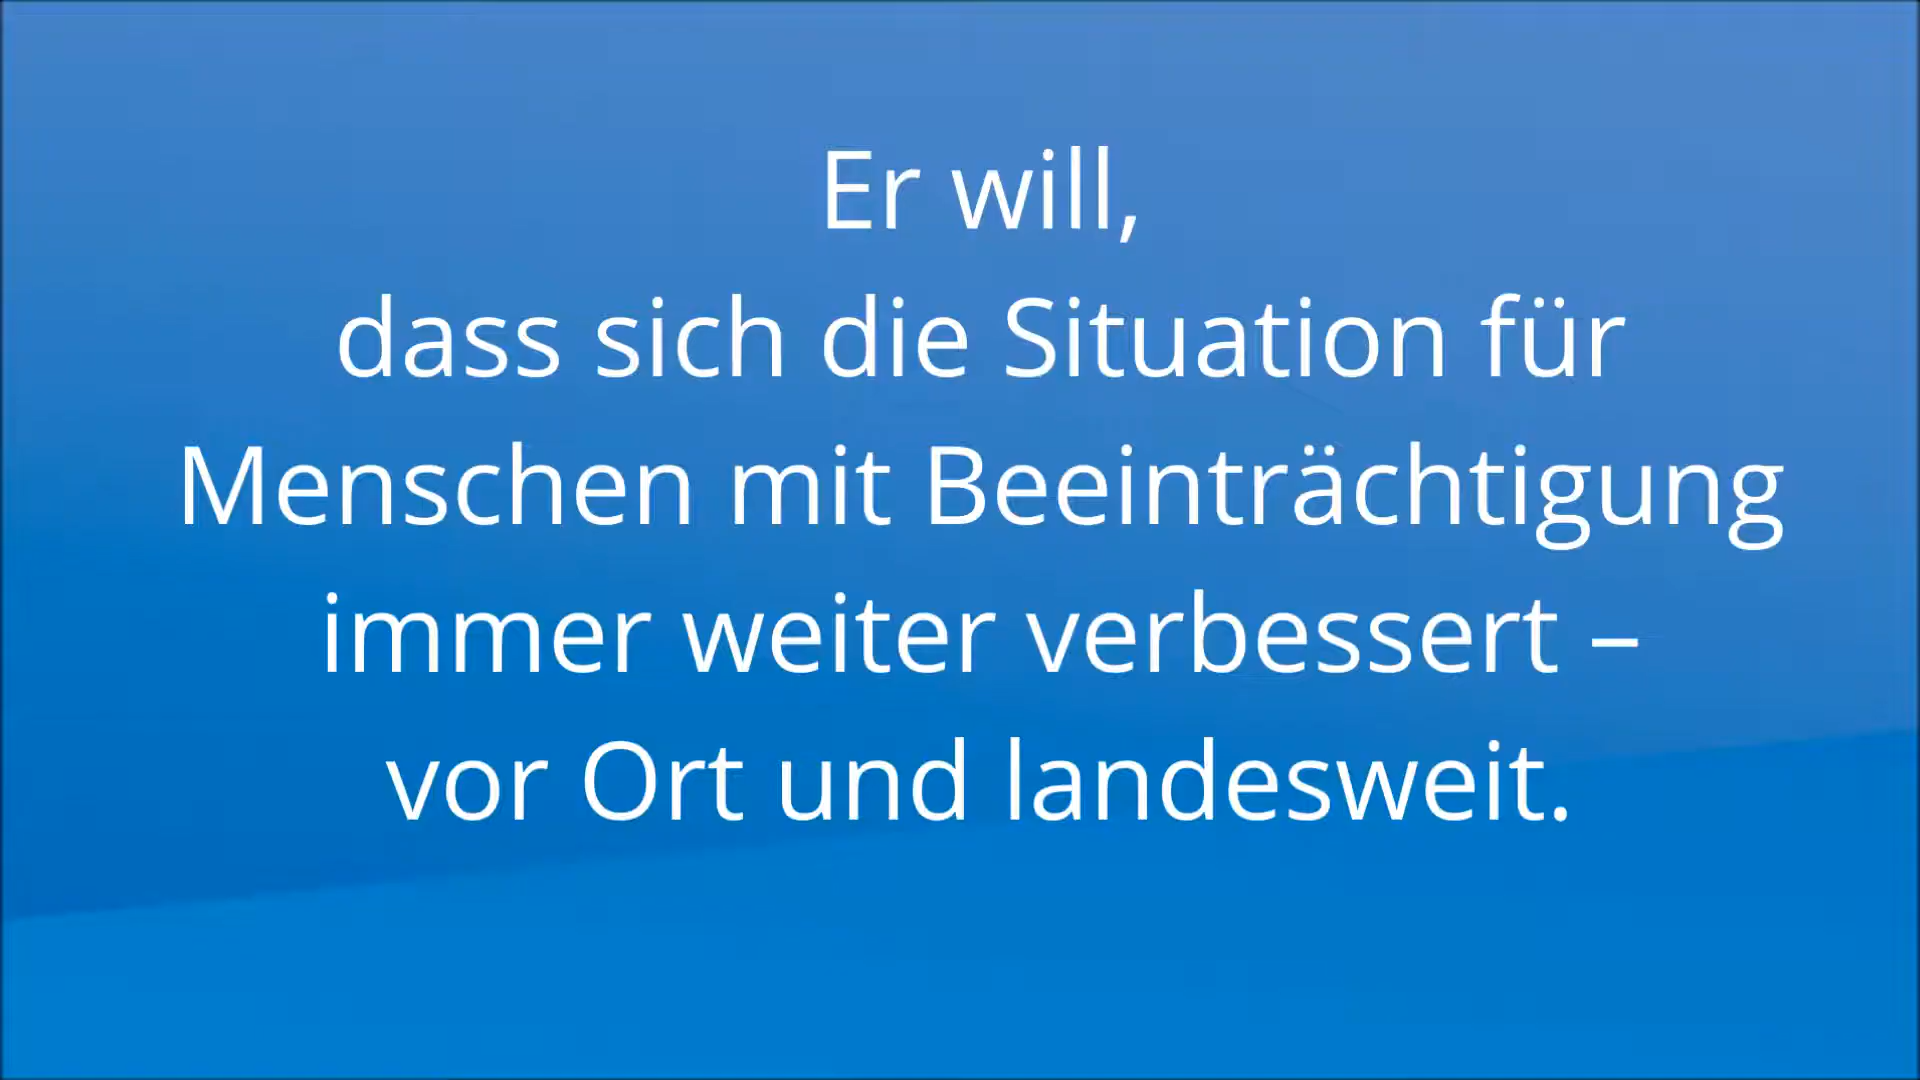 Er will,
dass sich die Situation für
Menschen mit Beeinträchtigung
immer weiter verbessert –
vor Ort und landesweit.